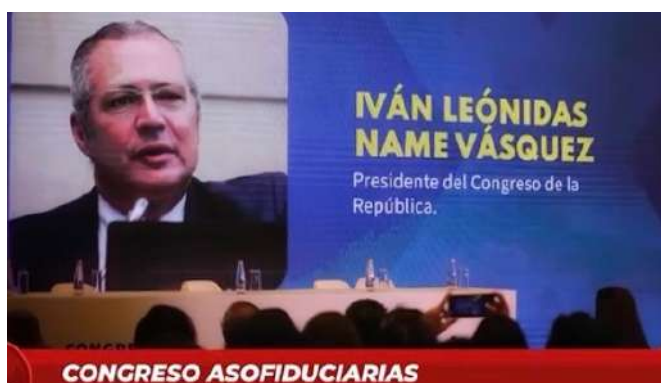 IVÁN LEÓNIDAS
NAME VÁSQUEZ
Presidente del Congreso de la
República.
CONGRESO ASOFIDUCIARIAS